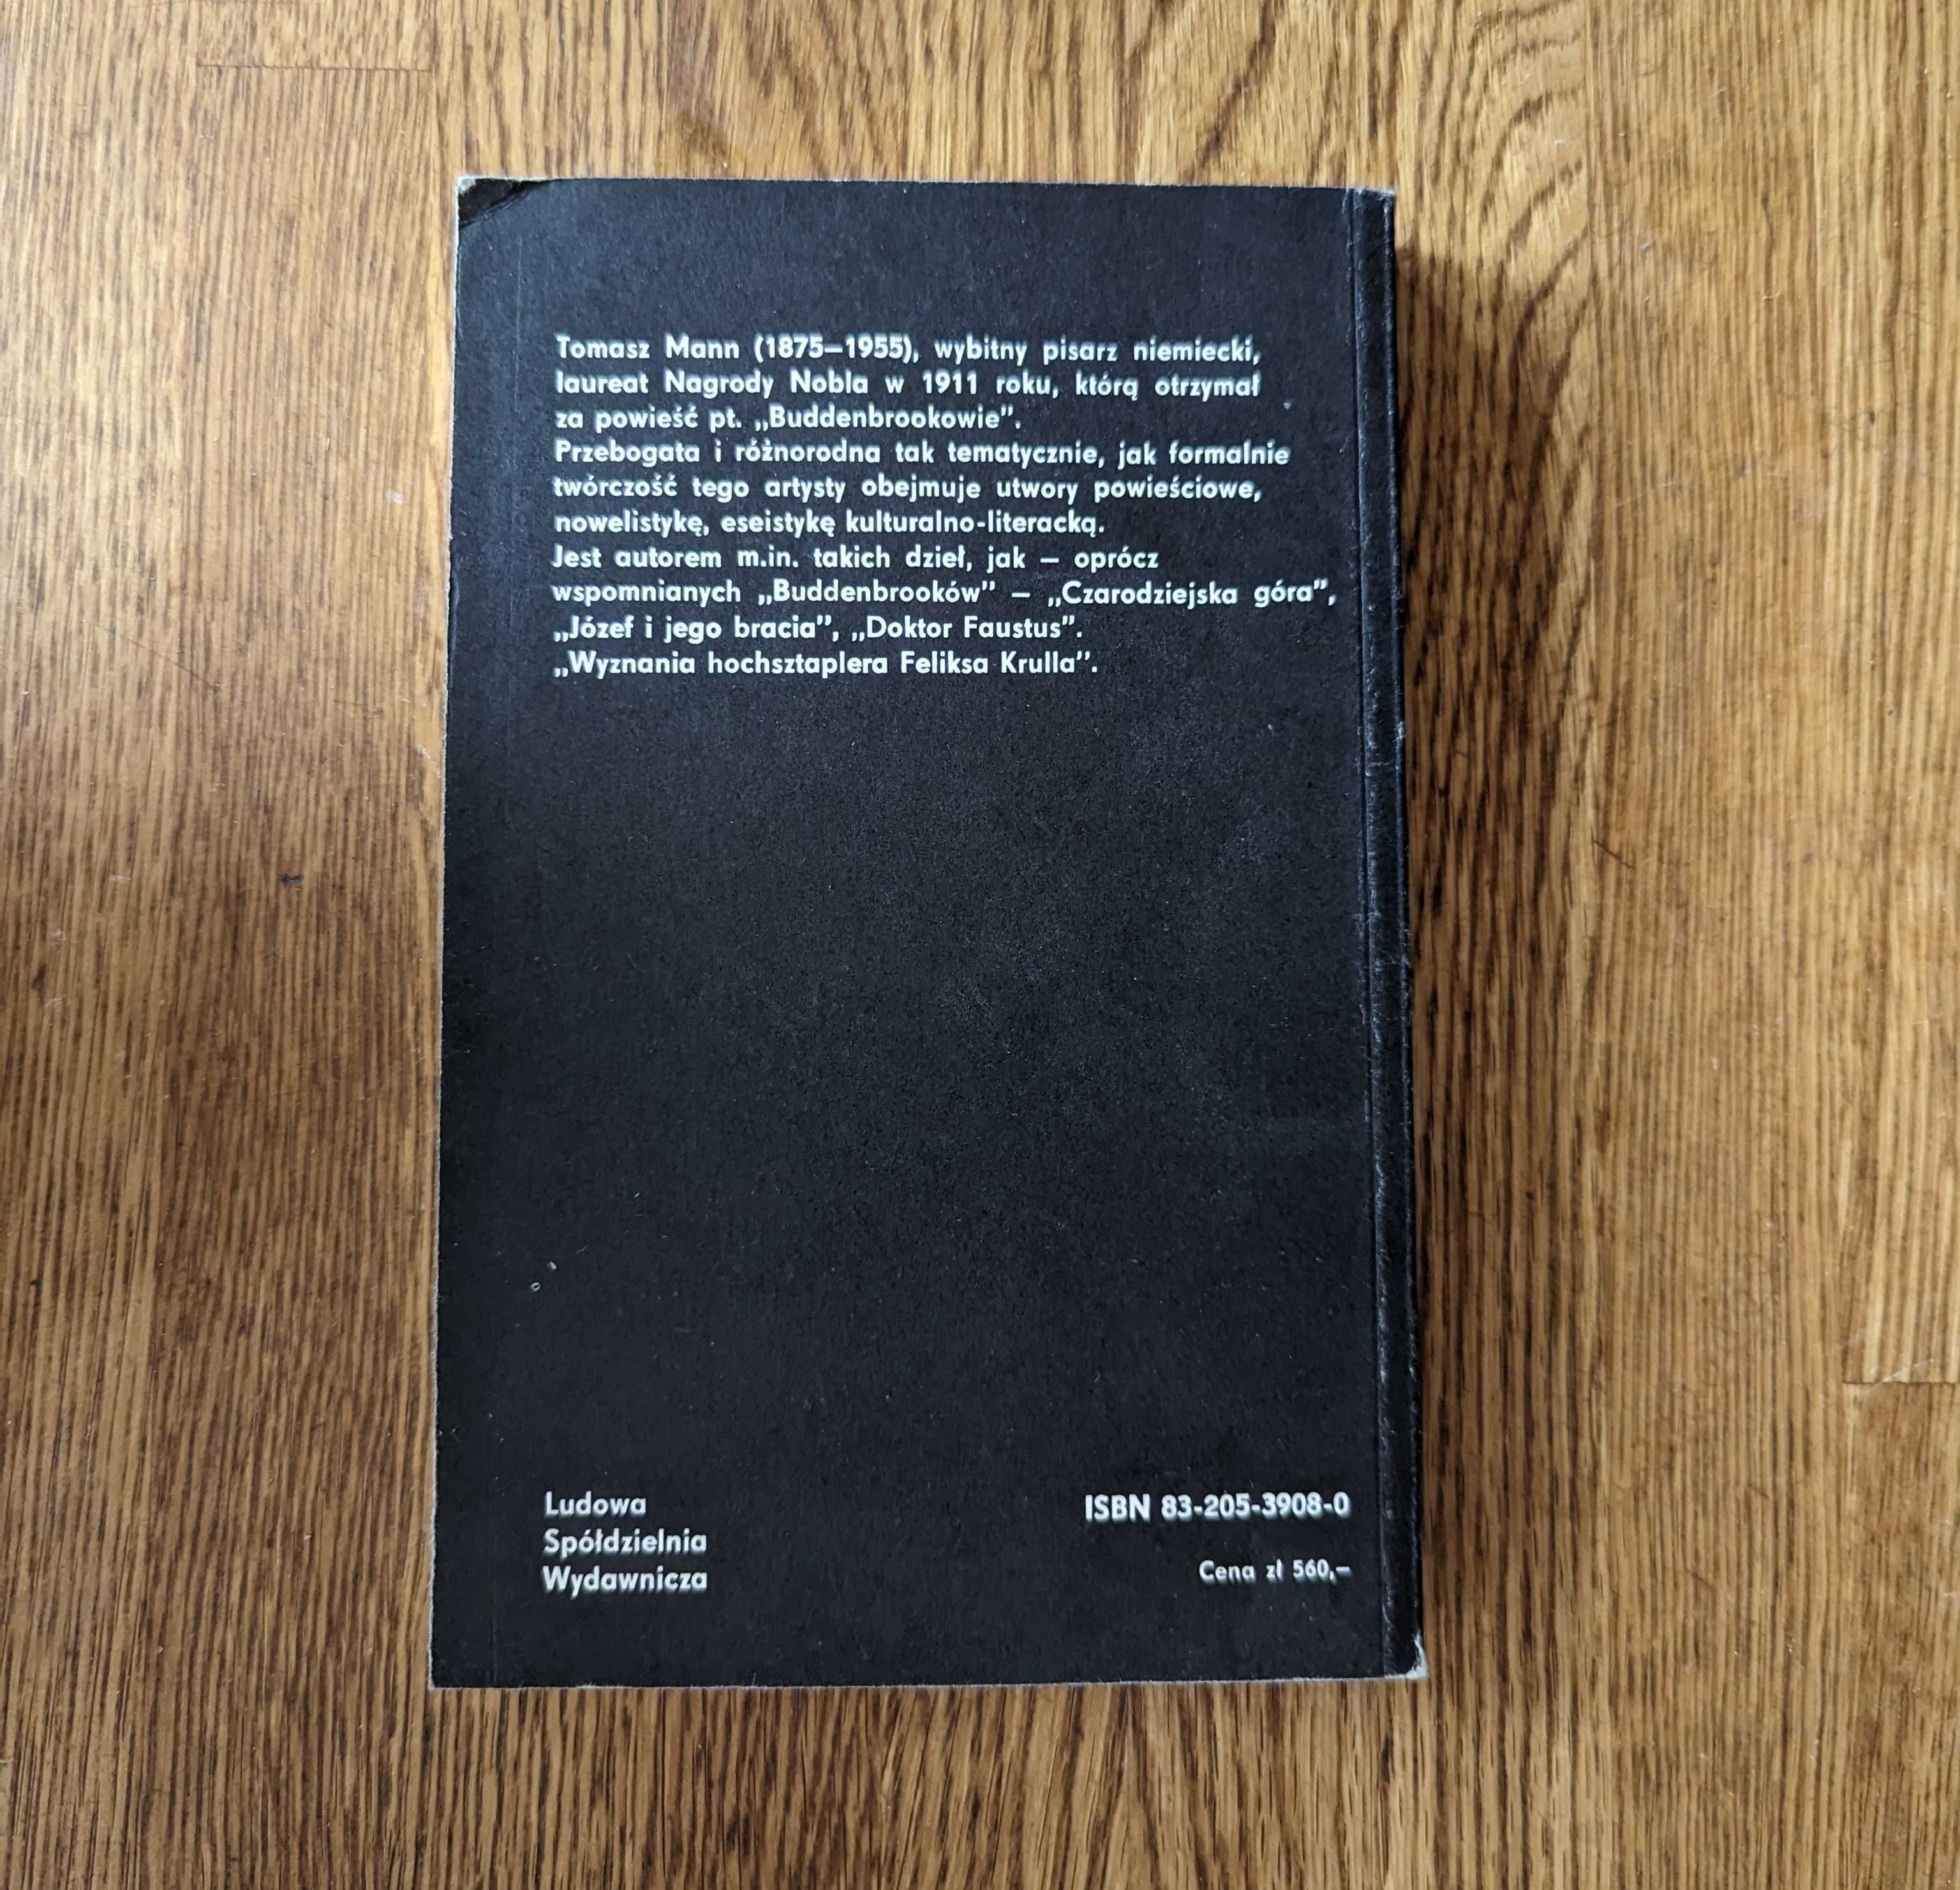 Tomasz Mann (1875—1955), wybitny pisarz niemiecki,
laureat Nagrody Nobla w 1911 roku, którą otrzymał
za powieść pt. „Buddenbrookowie”.
Przebogata i różnorodna tak tematycznie, jak formalnie
twórczość tego artysty obejmuje utwory powieściowe,
nowelistykę, eseistykę kulturalno-literacką.
Jest autorem m.in. takich dzieł, jak — oprócz
wspomnianych „Buddenbrooków” — „Czarodziejska góra”,
„Józef i jego bracia”, „Doktor Faustus”.
„Wyznania hochsztaplera Feliksa Krulla”.
Ludowa
Spółdzielnia
Wydawnicza
ISBN 83-205-3908-0
Cena zł 560,—